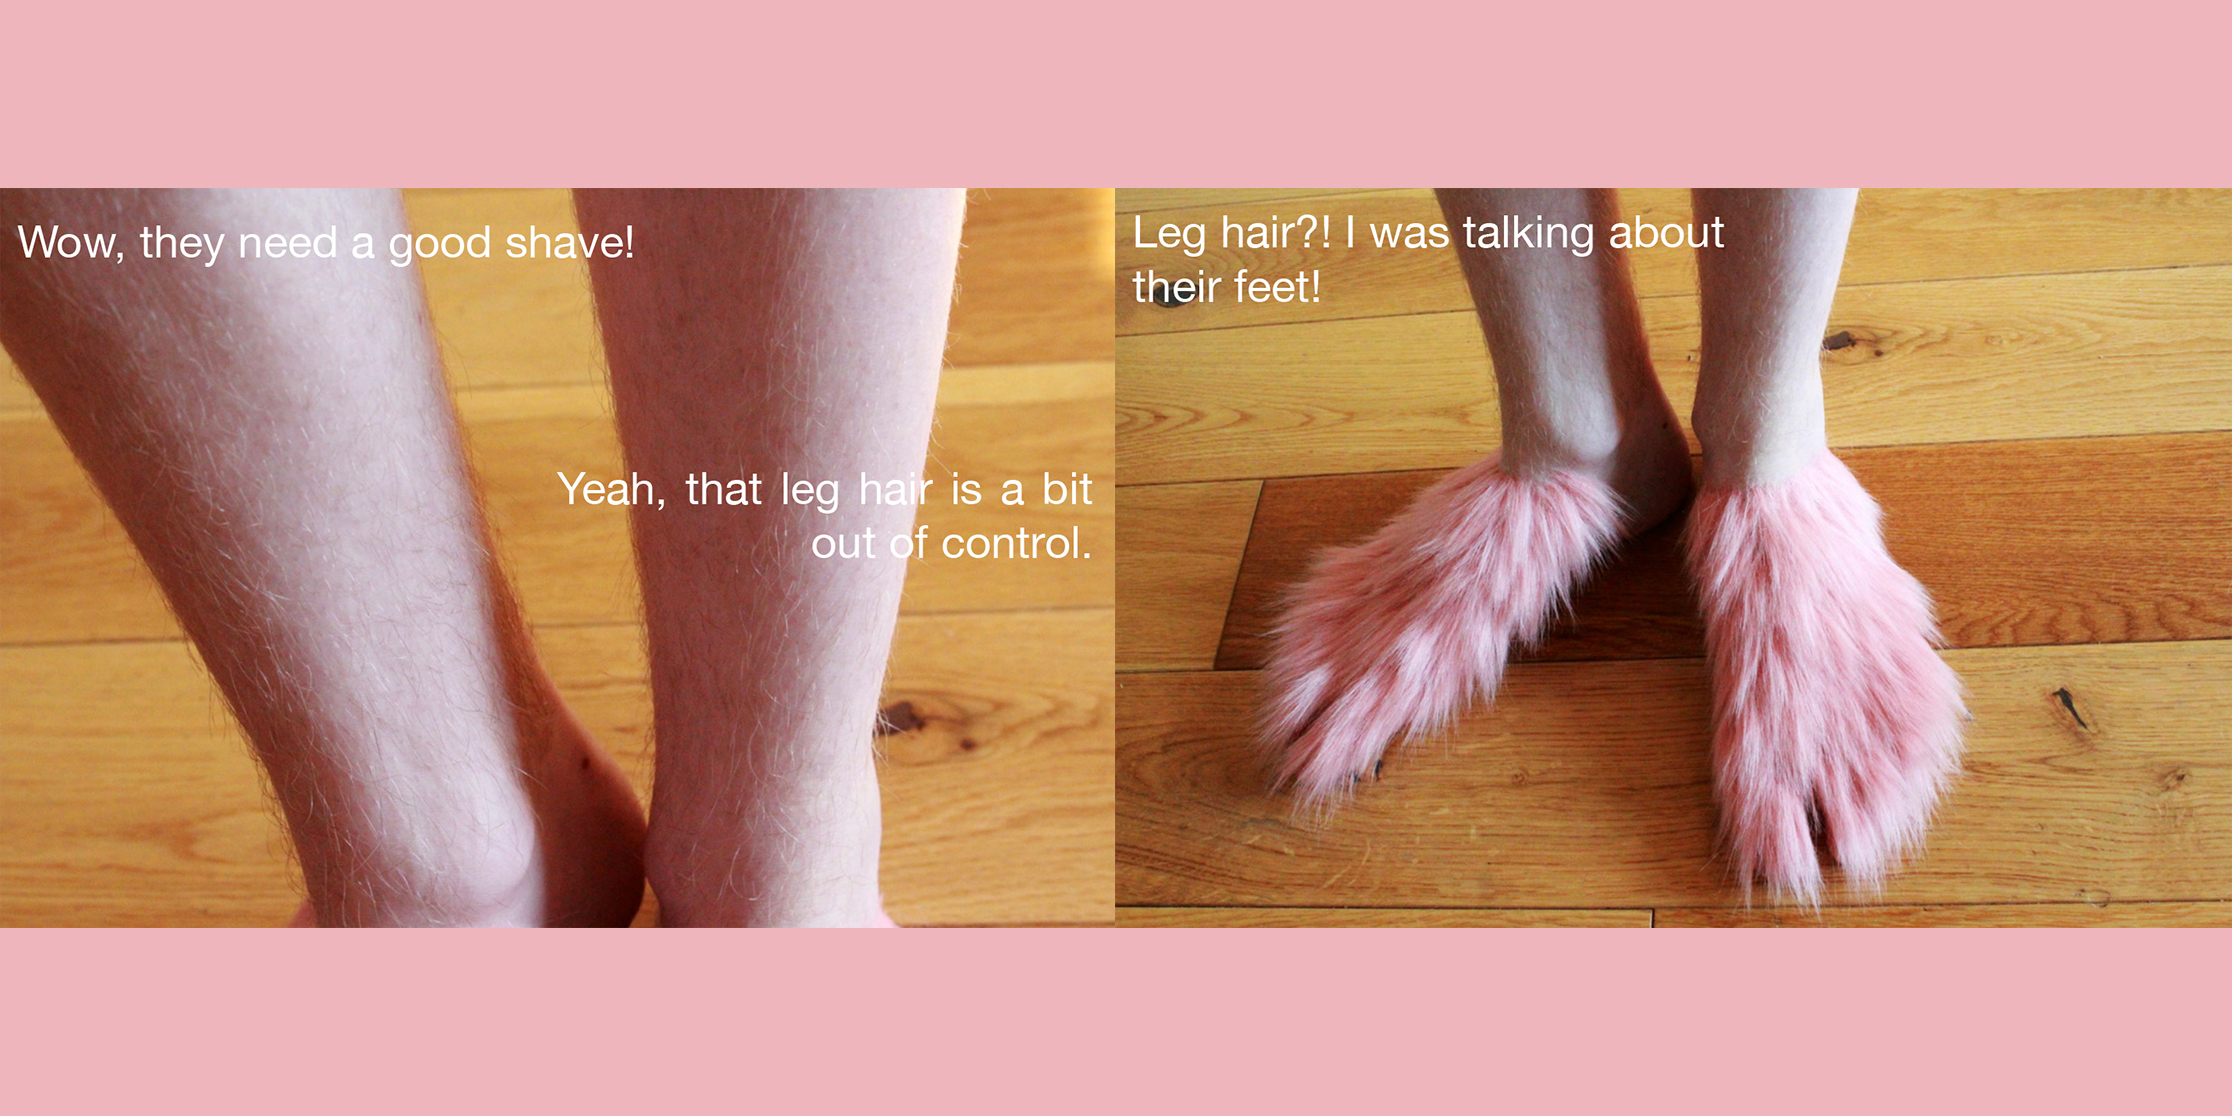 Wow, they need a good shave!
Yeah, that leg hair is a bit
out of control.
Leg hair?! I was talking about
their feet!